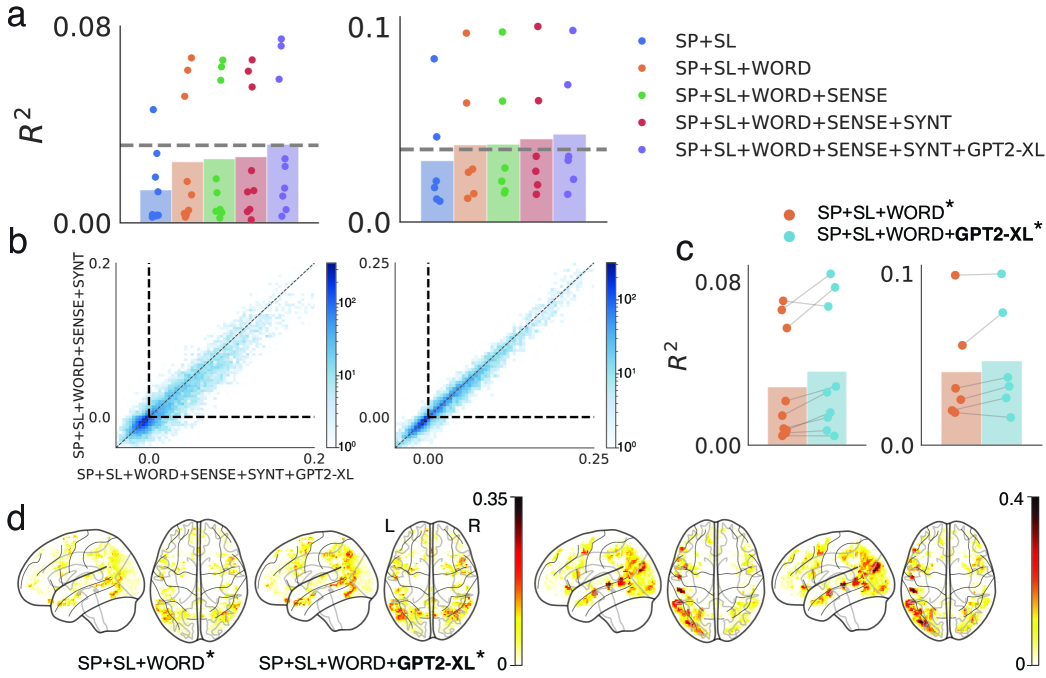 a
0.08
0.00
R²
0.1
0.0
SP+SL
SP+SL+WORD
SP+SL+WORD+SENSE
SP+SL+WORD+SENSE+SYNT
SP+SL+WORD+SENSE+SYNT+GPT2-XL
b
SP+SL+WORD+SENSE+SYNT
0.2
0.0
0.0
0.2
SP+SL+WORD+SENSE+SYNT+GPT2-XL
10²
10¹
10⁰
0.25
0.00
0.00
0.25
10²
10¹
10⁰
c
SP+SL+WORD*
SP+SL+WORD+GPT2-XL*
R²
0.08
0.00
0.1
0.0
d
L
R
0.35
0
0.4
0
SP+SL+WORD*
SP+SL+WORD+GPT2-XL*